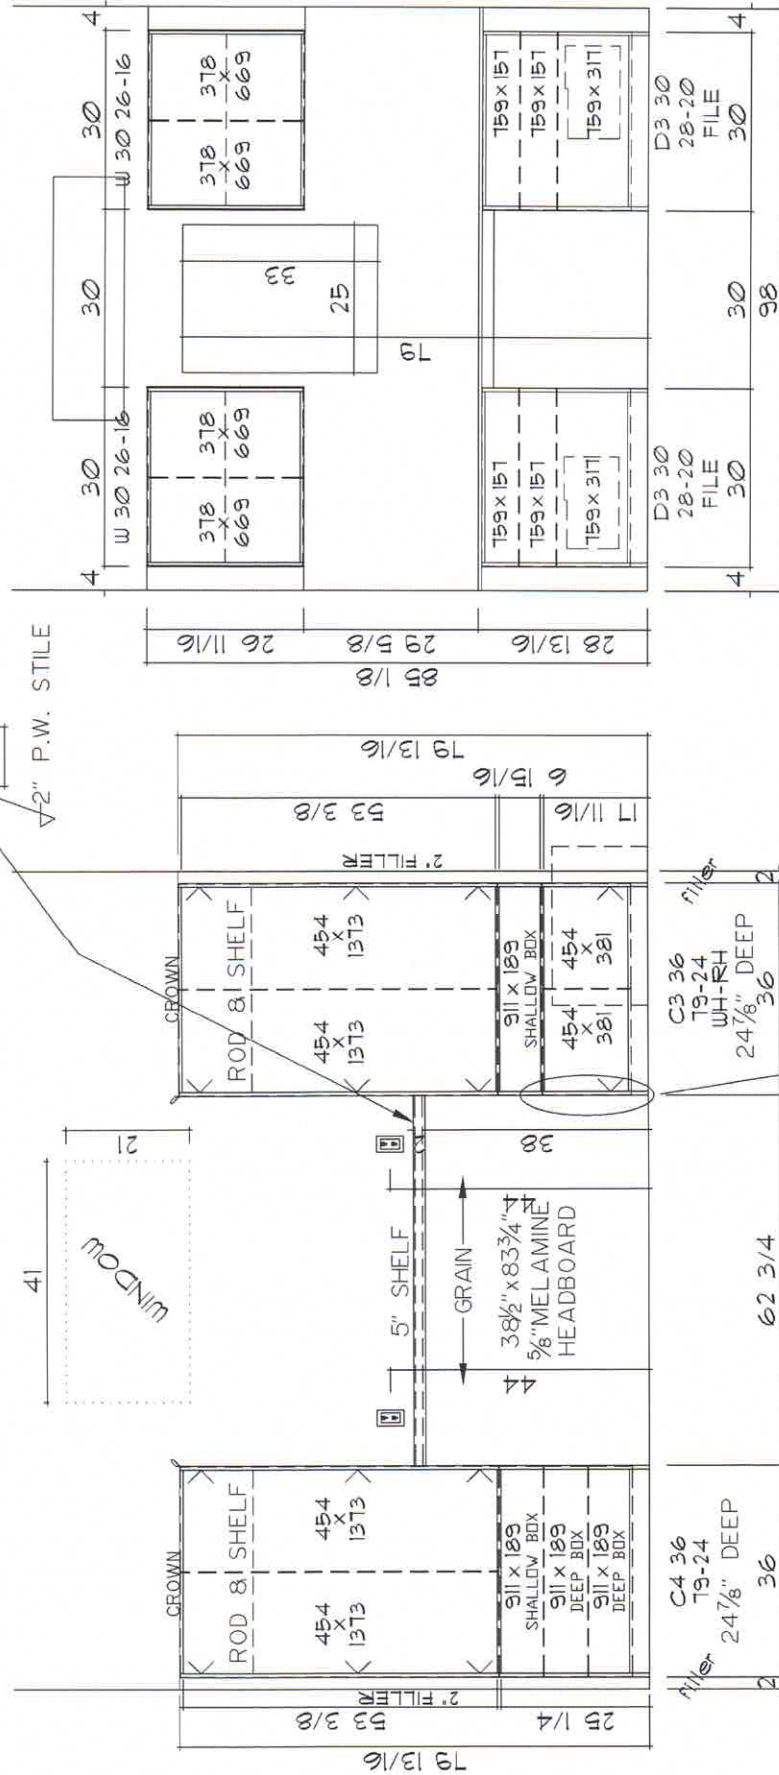 41
WINDOW
21
CROWN
ROD & SHELF
454 × 1373
454 × 1373
911 × 189
SHALLOW BOX
911 × 189
DEEP BOX
911 × 189
DEEP BOX
2" FILLER
53 3/8
25 1/4
79 13/16
filler
2
C4 36
79-24
24 7/8" DEEP
36
5" SHELF
GRAIN
44
44
38 1/2" x 83 3/4"
5/8" MELAMINE
HEADBOARD
38
2
62 3/4
2" P.W. STILE
CROWN
ROD & SHELF
454 × 1373
454 × 1373
911 × 189
SHALLOW BOX
454 × 381
454 × 381
2" FILLER
53 3/8
6 15/16
17 11/16
79 13/16
C3 36
79-24
WH-RH
24 7/8" DEEP
36
filler
2
4
30
30
30
4
W 30 26-16
W 30 26-16
378 × 669
378 × 669
378 × 669
378 × 669
33
25
79
26 11/16
29 5/8
28 13/16
85 1/8
759 × 157
759 × 157
759 × 317
759 × 157
759 × 157
759 × 317
D3 30
28-20
FILE
D3 30
28-20
FILE
4
30
30
30
4
98